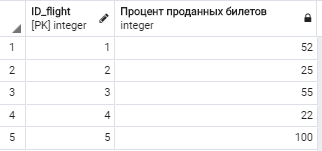 ID_flight Процент проданных билетов
[PK] integer integer
1 1 52
2 2 25
3 3 55
4 4 22
5 5 100